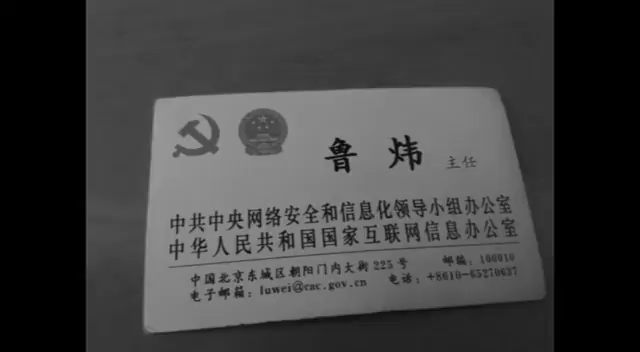 鲁炜 主任
中共中央网络安全和信息化领导小组办公室
中华人民共和国国家互联网信息办公室
中国北京东城区朝阳门内大街225号 邮编：100010
电子邮箱：luwei@cac.gov.cn 电话：+8610-65270637